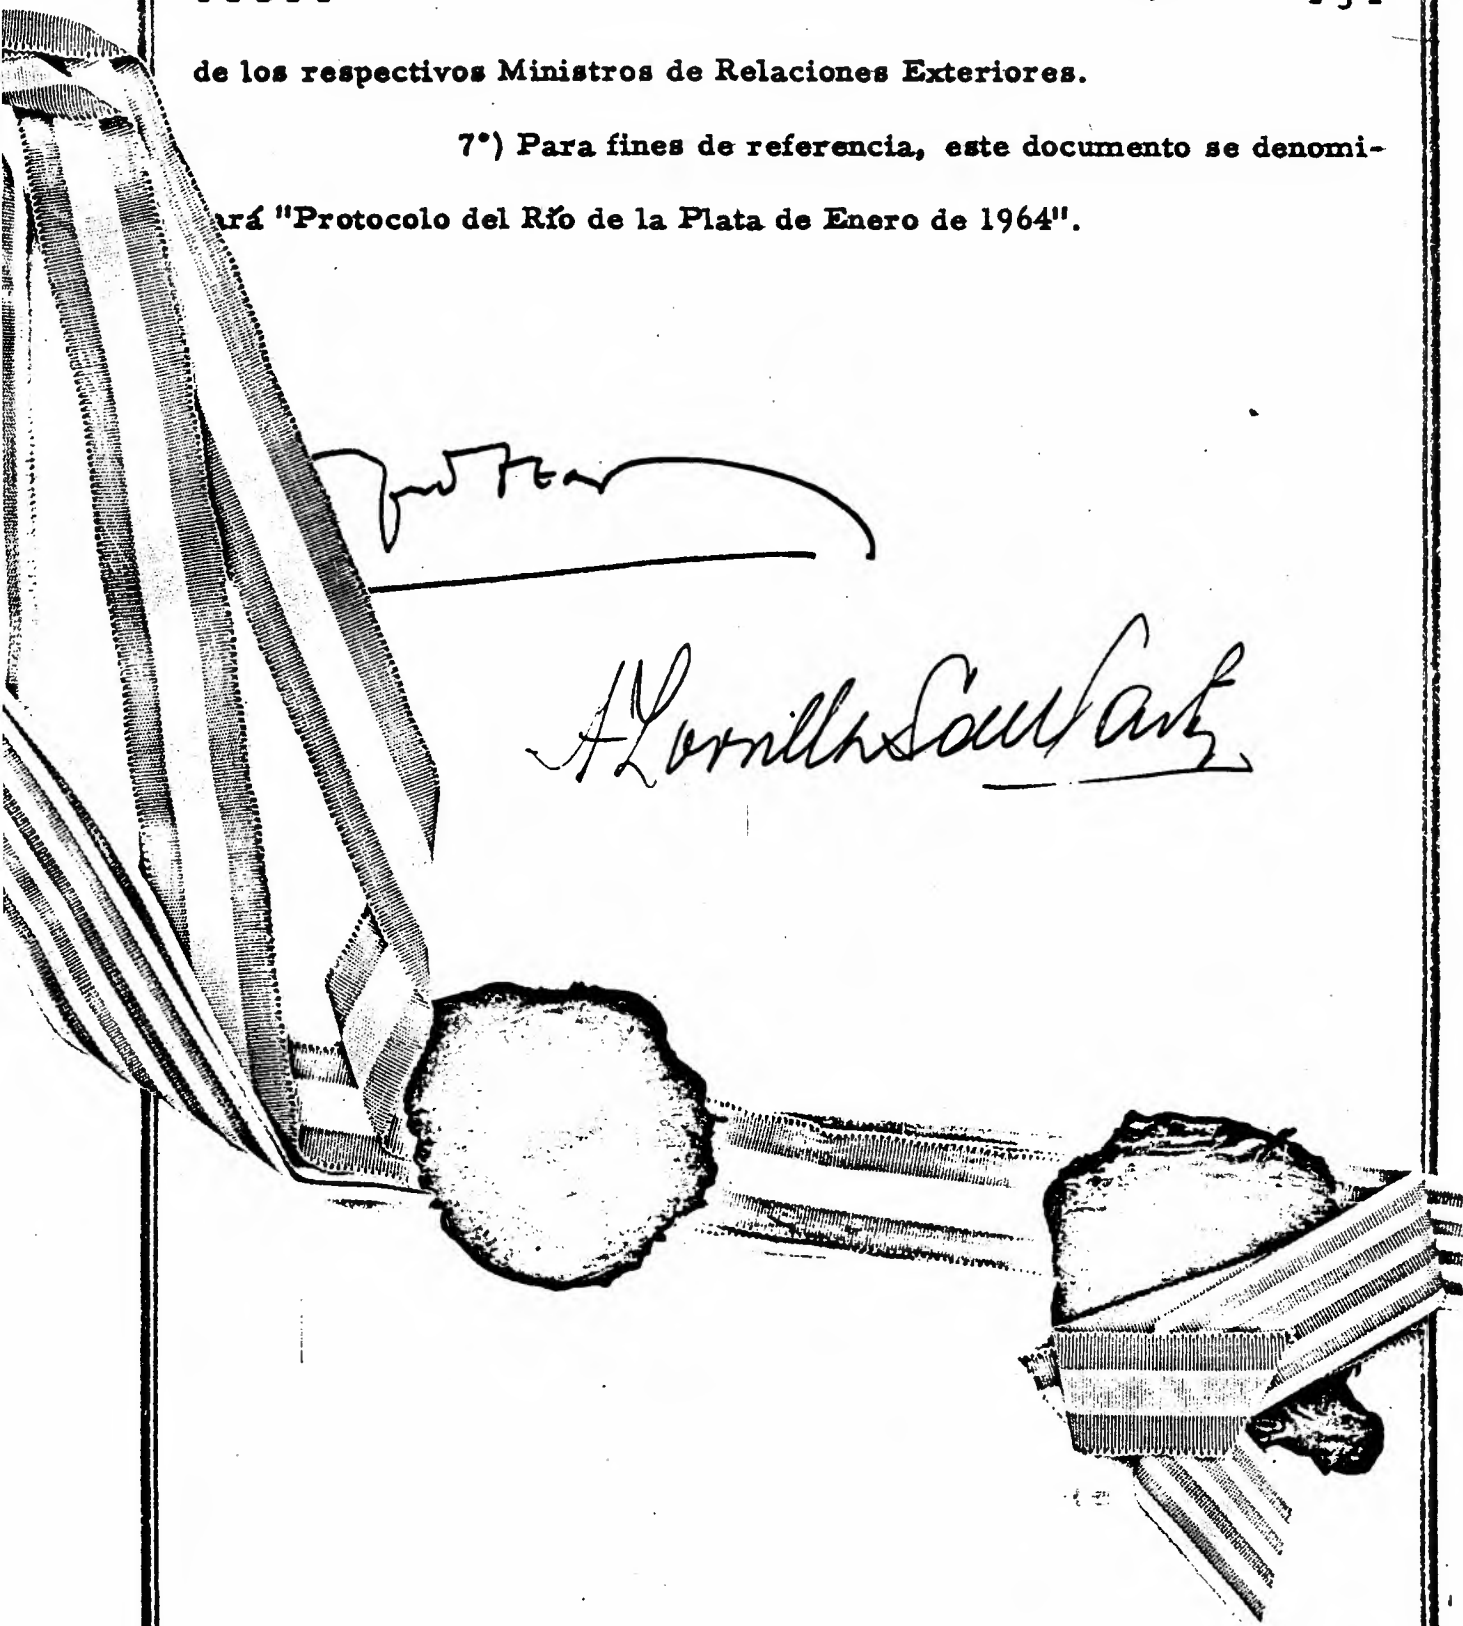 de los respectivos Ministros de Relaciones Exteriores.
7°) Para fines de referencia, este documento se denomi-
ará "Protocolo del Río de la Plata de Enero de 1964".